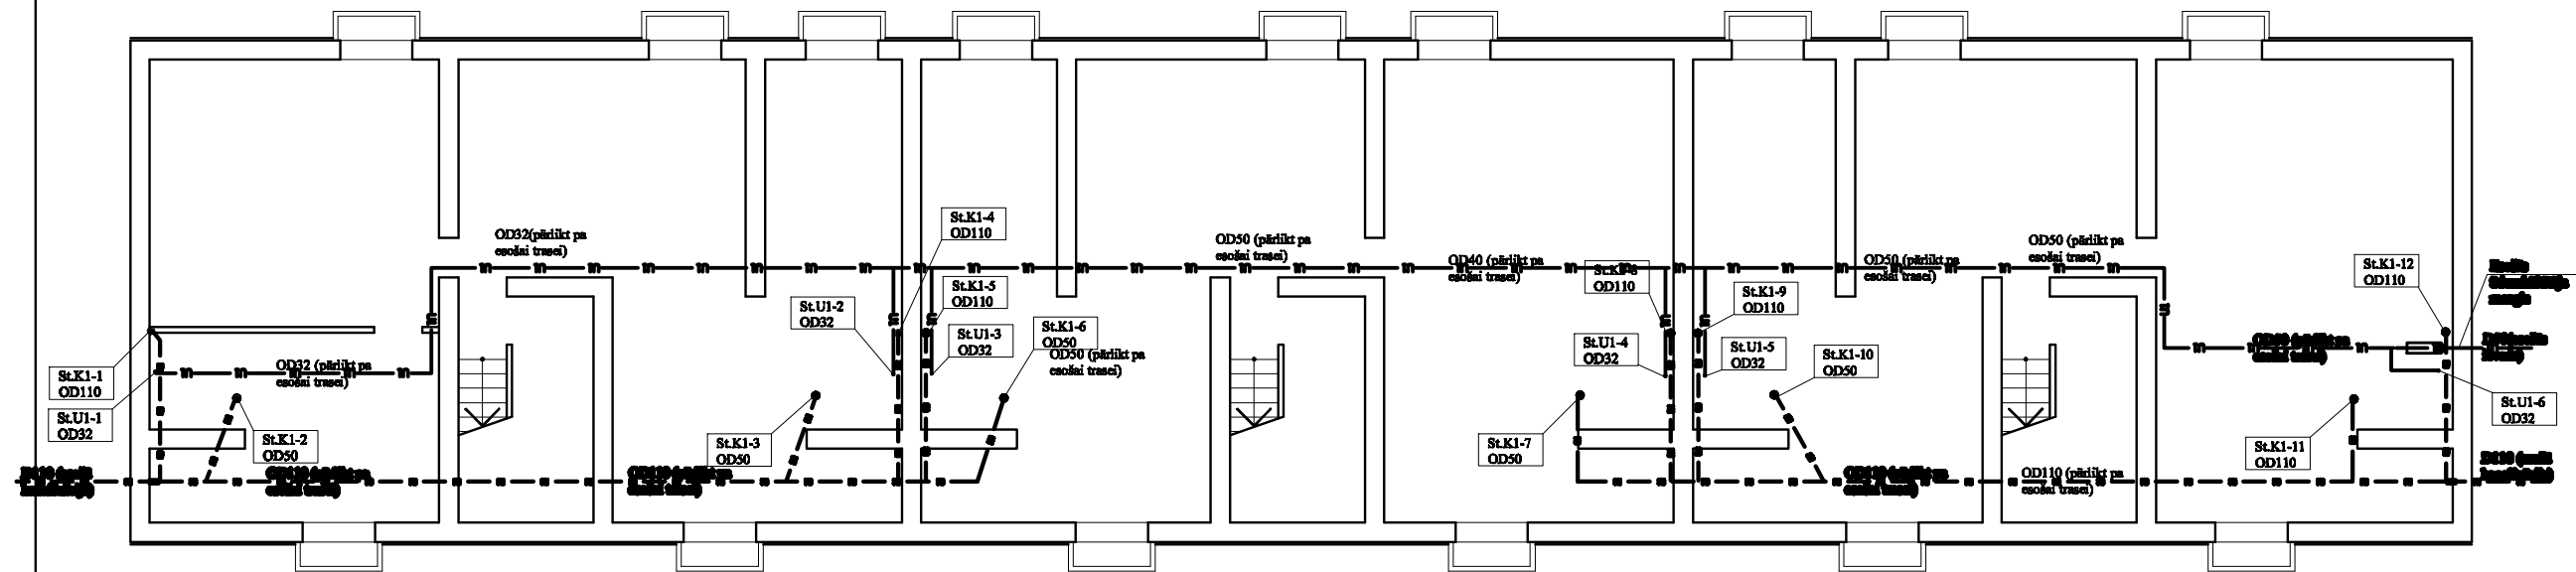 St.K1-4
OD110
OD32(pārlikt pa
esošai trasei)
OD50 (pārlikt pa
esošai trasei)
OD40 (pārlikt pa
esošai trasei)
OD50 (pārlikt pa
esošai trasei)
OD50 (pārlikt pa
esošai trasei)
St.K1-8
OD110
St.K1-12
OD110
St.K1-5
OD110
St.K1-9
OD110
St.U1-2
OD32
St.U1-3
OD32
St.K1-6
OD50
OD50 (pārlikt pa
esošai trasei)
St.U1-4
OD32
St.U1-5
OD32
St.K1-10
OD50
St.K1-1
OD110
OD32 (pārlikt pa
esošai trasei)
St.U1-1
OD32
St.U1-6
OD32
St.K1-2
OD50
St.K1-3
OD50
St.K1-7
OD50
St.K1-11
OD110
OD110 (pārlikt pa
esošai trasei)